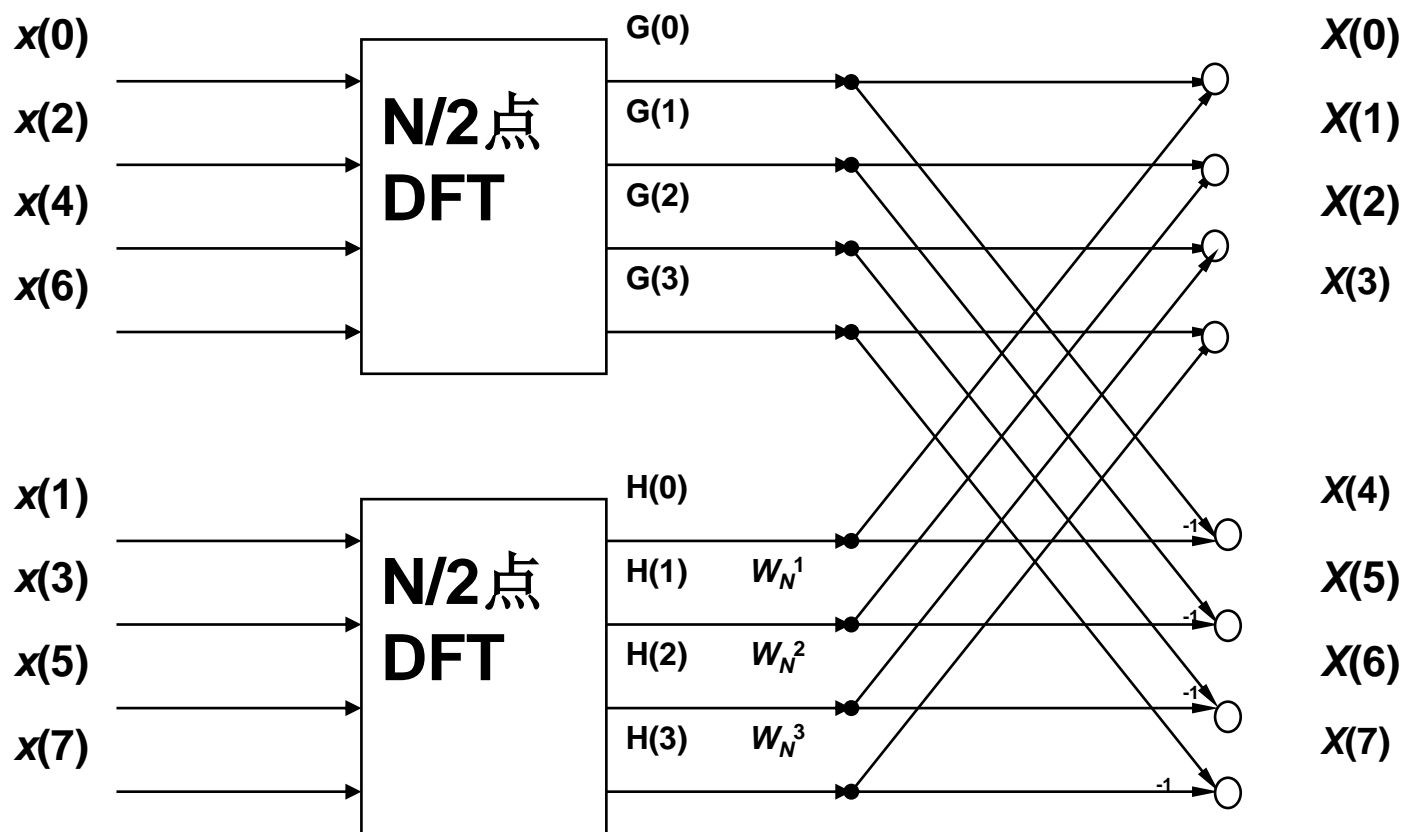 x(0)
G(0)
X(0)
x(2)
N/2点
DFT
G(1)
X(1)
x(4)
G(2)
X(2)
x(6)
G(3)
X(3)
x(1)
H(0)
X(4)
-1
x(3)
N/2点
DFT
H(1) W_N^1
X(5)
-1
x(5)
H(2) W_N^2
X(6)
-1
x(7)
H(3) W_N^3
X(7)
-1